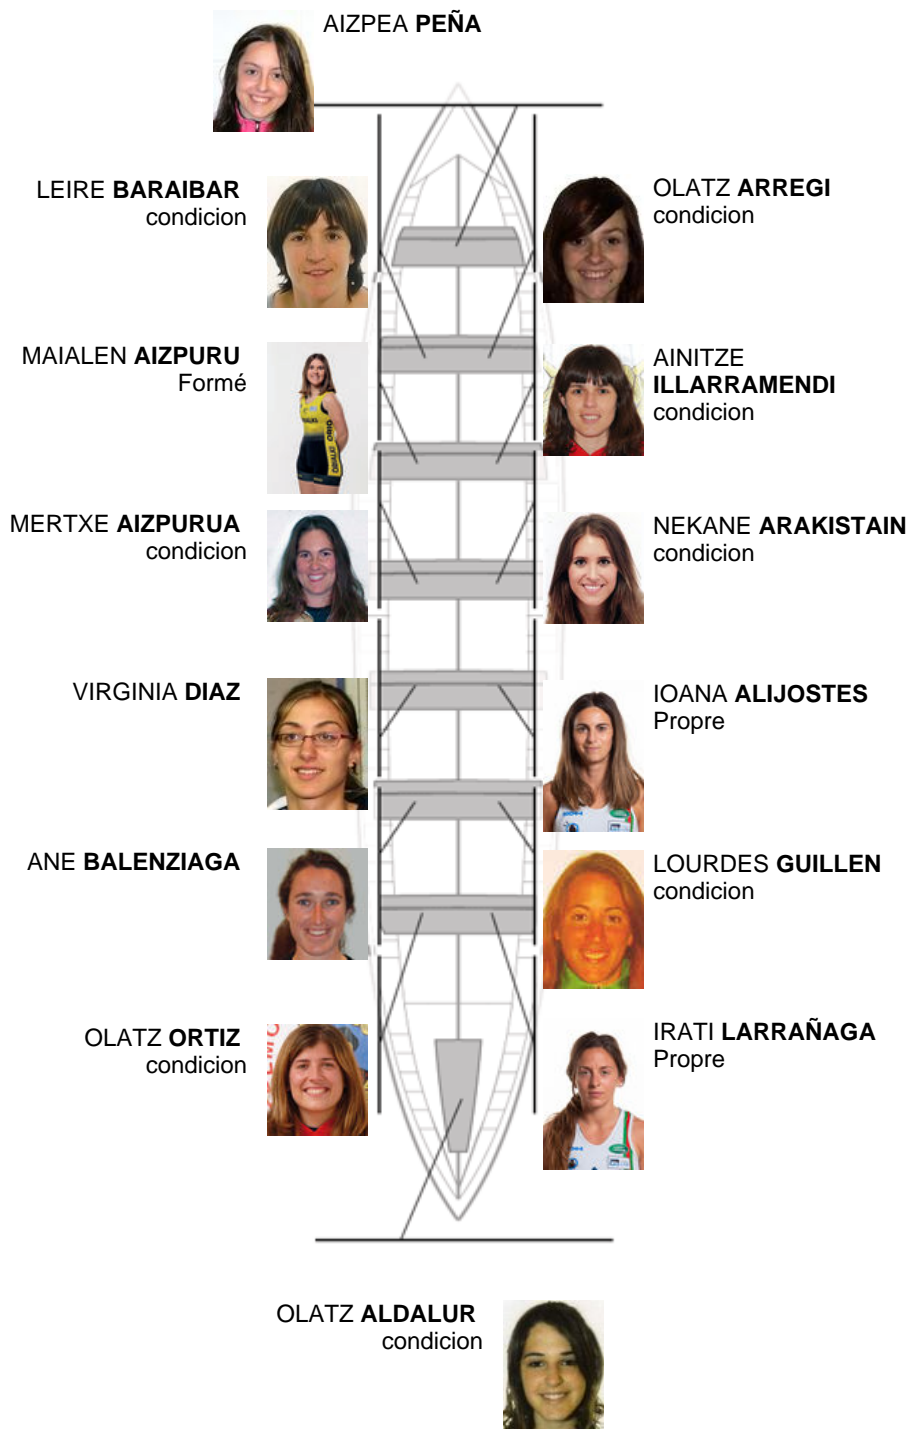 AIZPEA PEÑA
LEIRE BARAIBAR
condicion
OLATZ ARREGI
condicion
MAIALEN AIZPURU
Formé
AINITZE
ILLARRAMENDI
condicion
ORIO
MERTXE AIZPURUA
condicion
NEKANE ARAKISTAIN
condicion
VIRGINIA DIAZ
IOANA ALIJOSTES
Propre
ANE BALENZIAGA
LOURDES GUILLEN
condicion
OLATZ ORTIZ
condicion
IRATI LARRAÑAGA
Propre
OLATZ ALDALUR
condicion